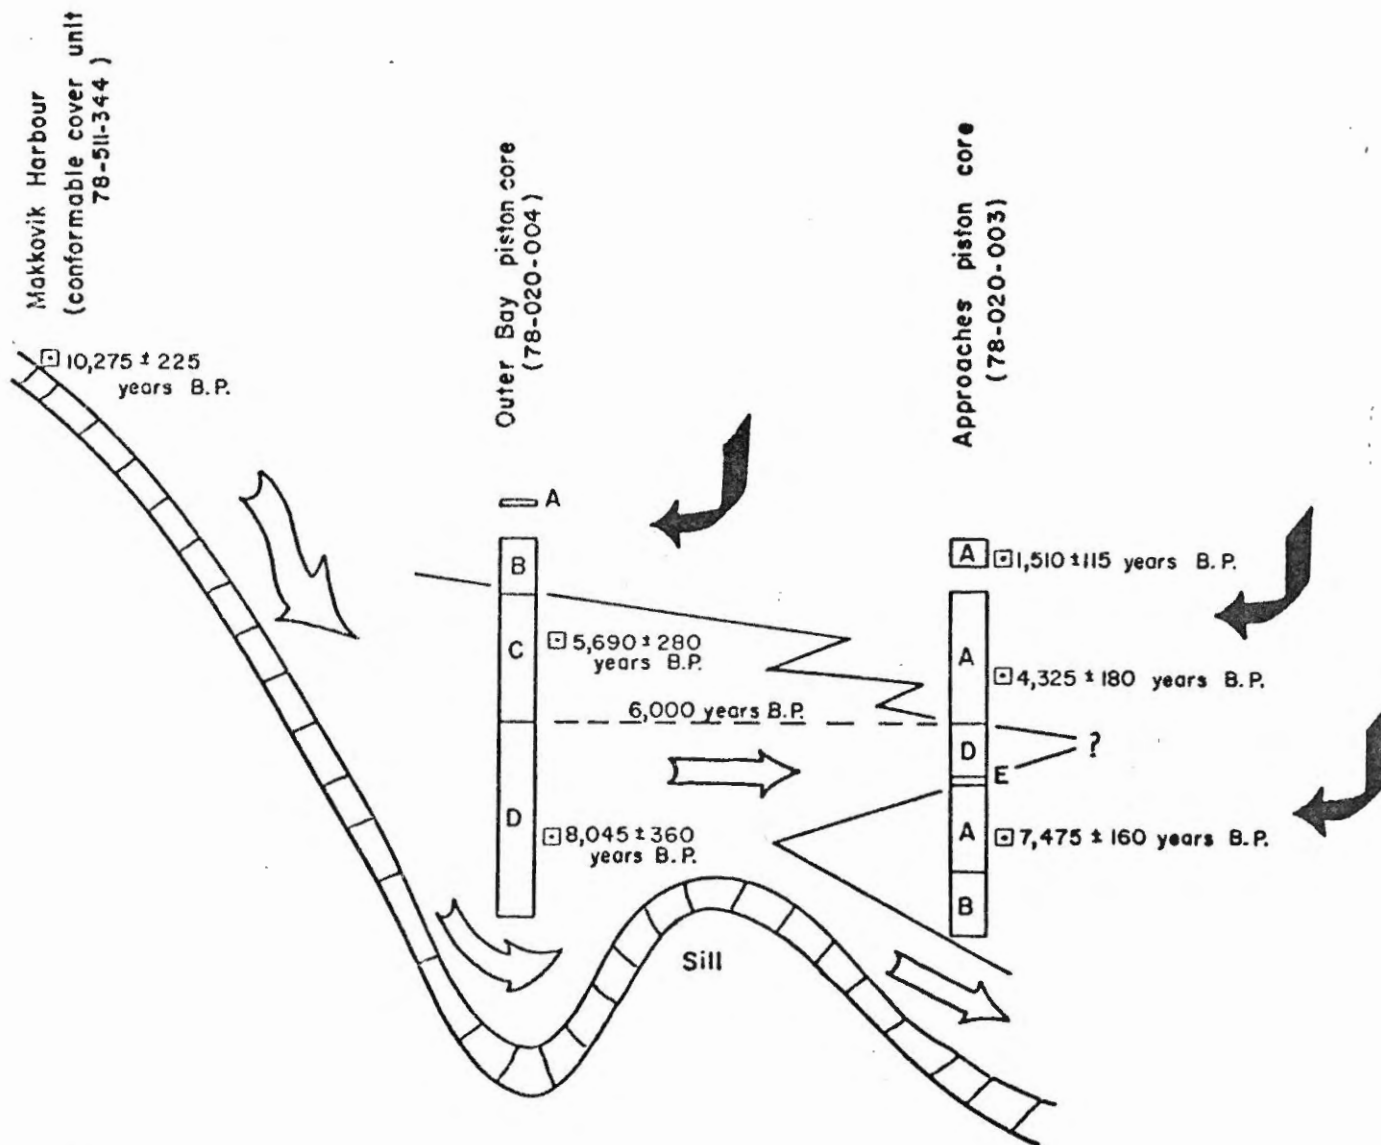 Makkovik Harbour
(conformable cover unit
78-511-344)
10,275 ± 225
years B.P.
Outer Bay piston core
(78-020-004)
A
B
C
5,690 ± 280
years B.P.
6,000 years B.P.
D
8,045 ± 360
years B.P.
Sill
Approaches piston core
(78-020-003)
A
1,510 ± 115 years B.P.
A
4,325 ± 180 years B.P.
D
?
E
A
7,475 ± 160 years B.P.
B